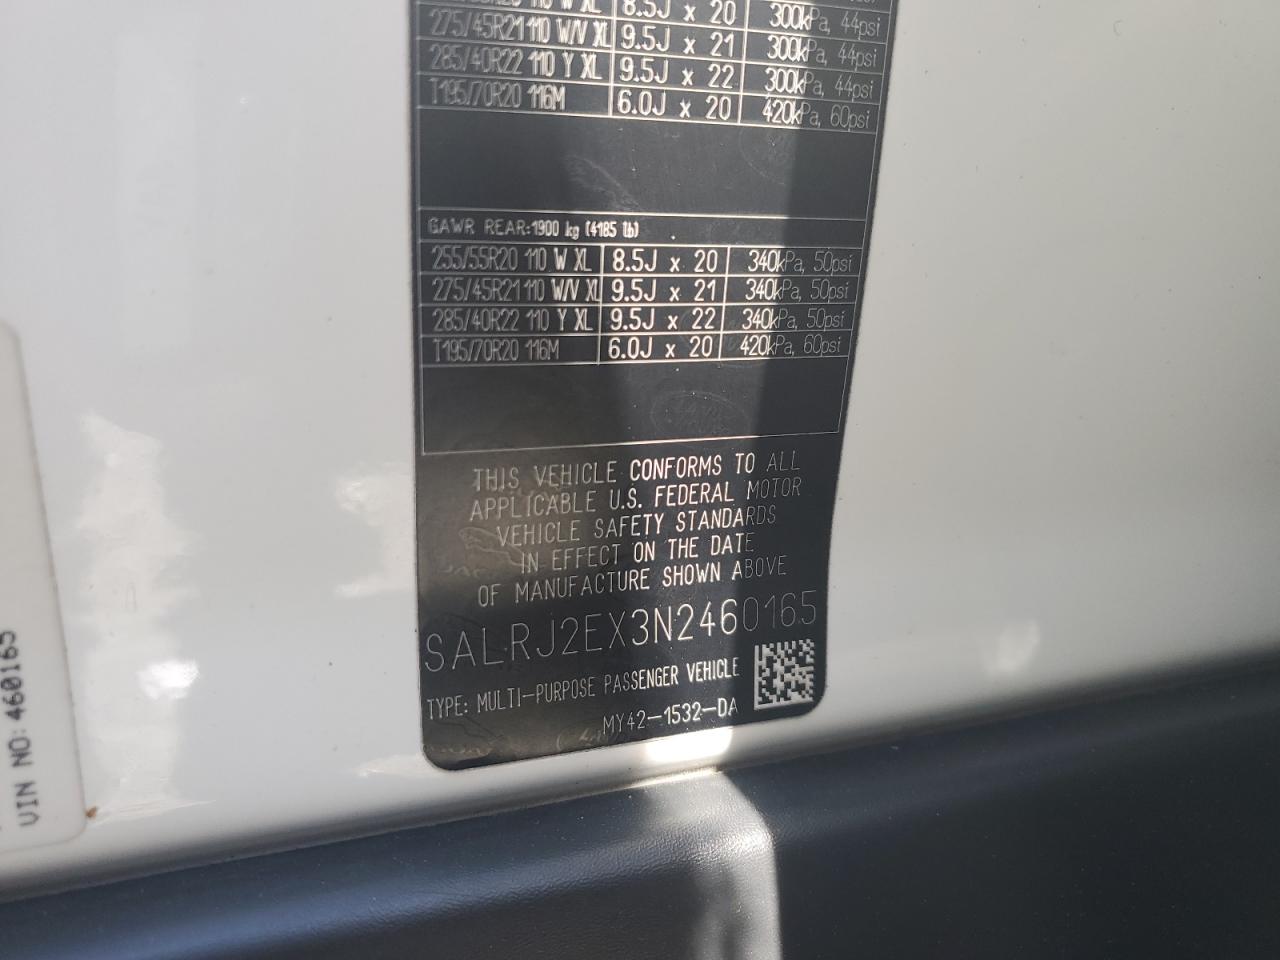 8.5J x 20 300kPa, 44psi
275/45R21 110 W/V XL 9.5J x 21 300kPa, 44psi
285/40R22 110 Y XL 9.5J x 22 300kPa, 44psi
T195/70R20 116M 6.0J x 20 420kPa, 60psi
GAWR REAR:1900 kg (4185 lb)
255/55R20 110 W XL 8.5J x 20 340kPa, 50psi
275/45R21 110 W/V XL 9.5J x 21 340kPa, 50psi
285/40R22 110 Y XL 9.5J x 22 340kPa, 50psi
T195/70R20 116M 6.0J x 20 420kPa, 60psi
THIS VEHICLE CONFORMS TO ALL
APPLICABLE U.S. FEDERAL MOTOR
VEHICLE SAFETY STANDARDS
IN EFFECT ON THE DATE
OF MANUFACTURE SHOWN ABOVE
SALRJ2EX3N2460165
TYPE: MULTI-PURPOSE PASSENGER VEHICLE
MY42-1532-DA
VIN NO: 460165